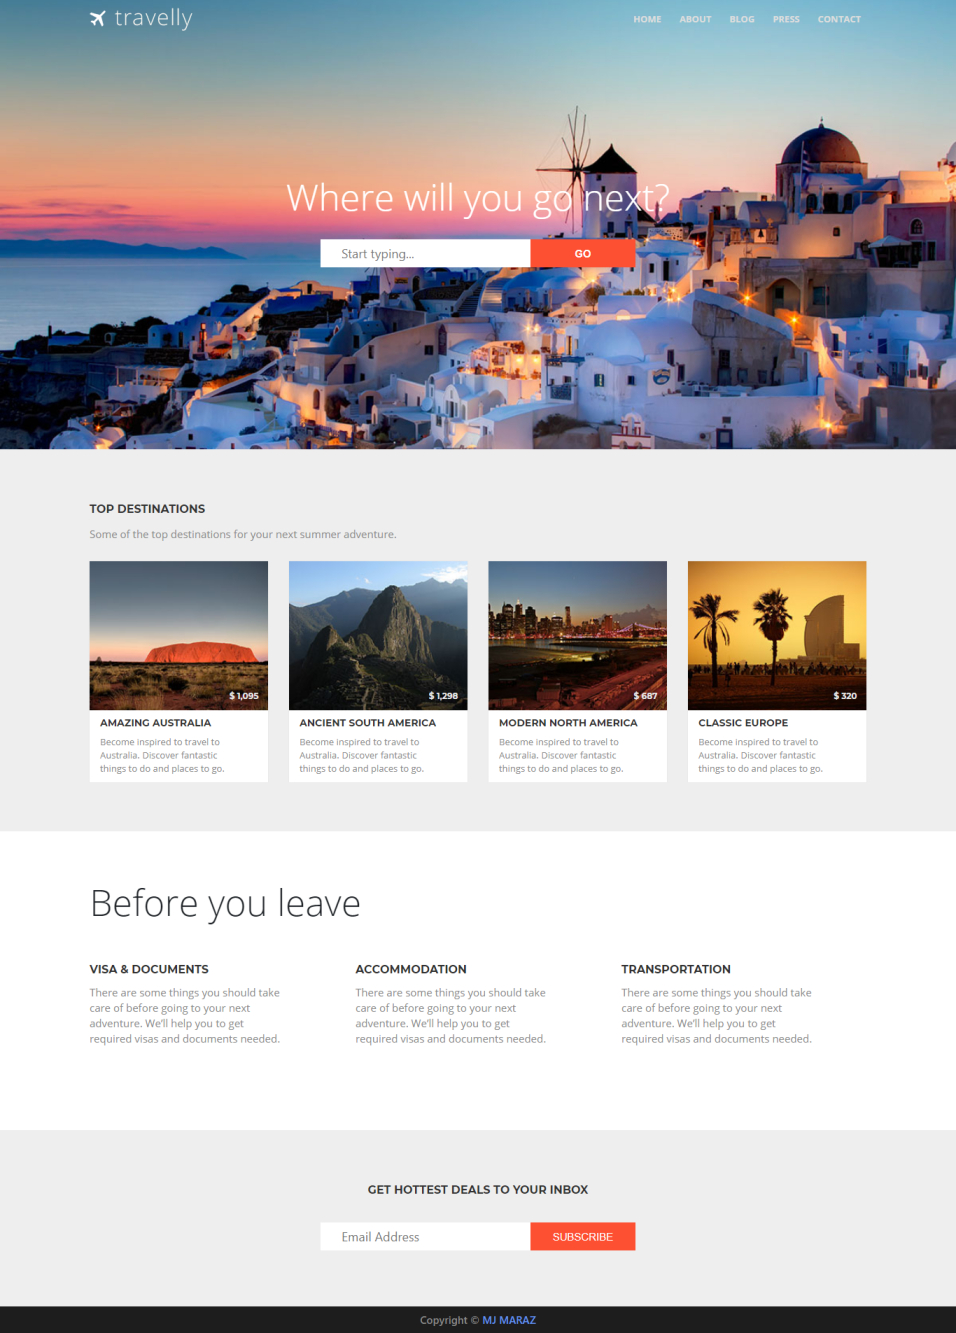 travelly
HOME ABOUT BLOG PRESS CONTACT
Where will you go next?
Start typing...
GO
TOP DESTINATIONS
Some of the top destinations for your next summer adventure.
$ 1,095
$ 1,298
$ 687
$ 320
AMAZING AUSTRALIA
Become inspired to travel to
Australia. Discover fantastic
things to do and places to go.
ANCIENT SOUTH AMERICA
Become inspired to travel to
Australia. Discover fantastic
things to do and places to go.
MODERN NORTH AMERICA
Become inspired to travel to
Australia. Discover fantastic
things to do and places to go.
CLASSIC EUROPE
Become inspired to travel to
Australia. Discover fantastic
things to do and places to go.
Before you leave
VISA & DOCUMENTS
There are some things you should take
care of before going to your next
adventure. We'll help you to get
required visas and documents needed.
ACCOMMODATION
There are some things you should take
care of before going to your next
adventure. We'll help you to get
required visas and documents needed.
TRANSPORTATION
There are some things you should take
care of before going to your next
adventure. We'll help you to get
required visas and documents needed.
GET HOTTEST DEALS TO YOUR INBOX
Email Address
SUBSCRIBE
Copyright © MJ MARAZ